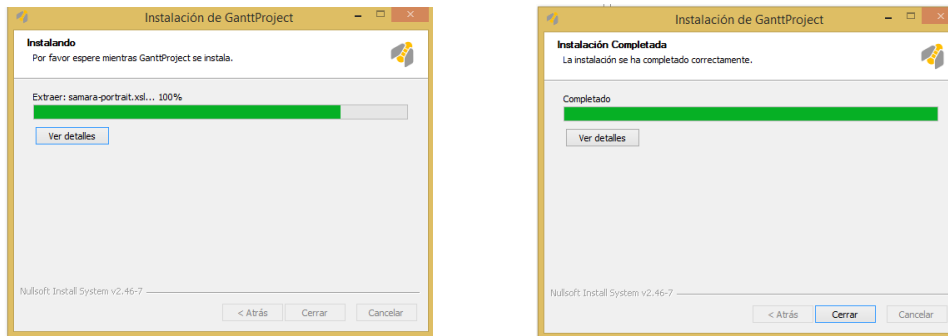 Instalación de GanttProject
Instalando
Por favor espere mientras GanttProject se instala.
Extraer: samara-portrait.xsl... 100%
Ver detalles
Nullsoft Install System v2.46-7
< Atrás Cerrar Cancelar
Instalación de GanttProject
Instalación Completada
La instalación se ha completado correctamente.
Completado
Ver detalles
Nullsoft Install System v2.46-7
< Atrás Cerrar Cancelar